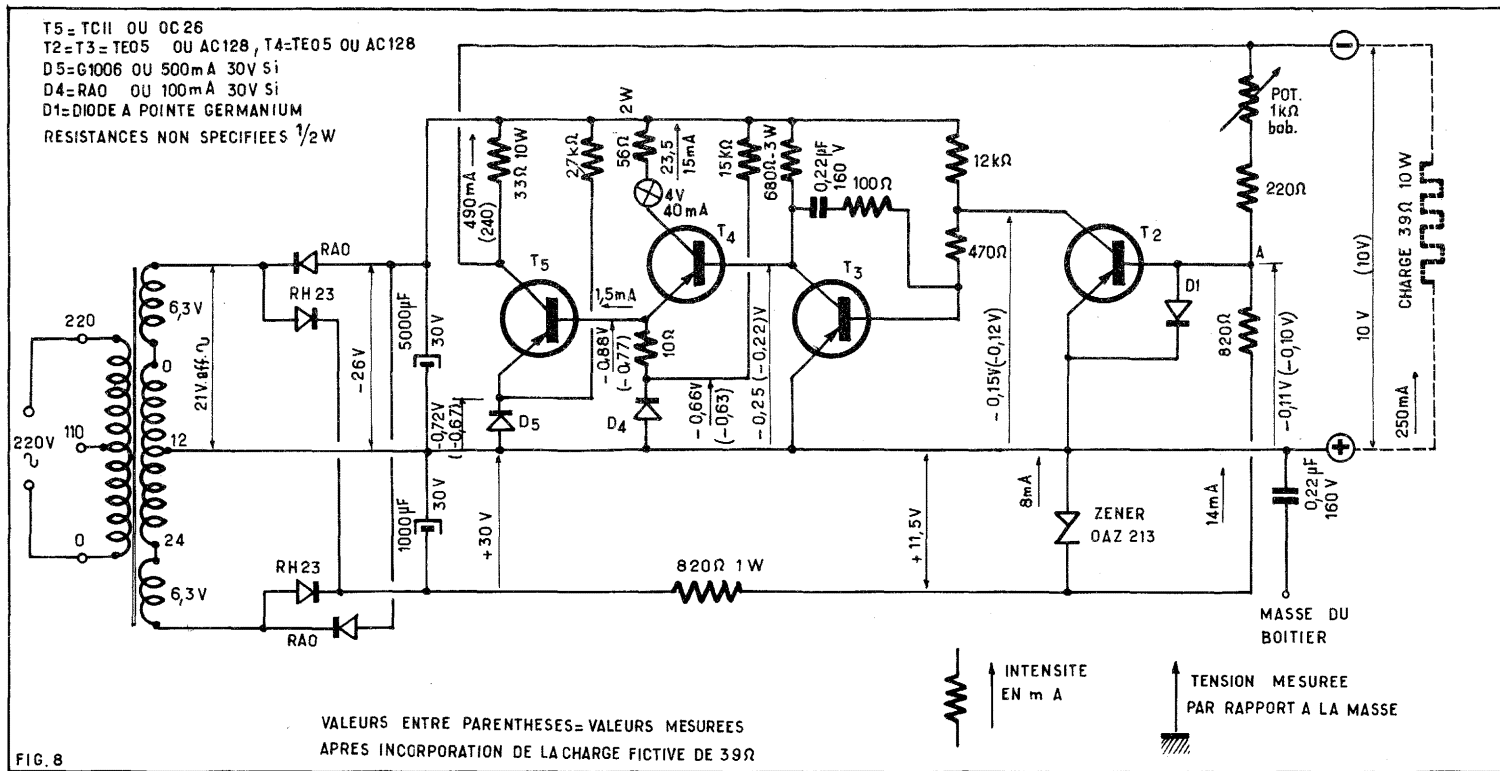 T5= TC11 OU OC26
T2=T3=TE05 OU AC128, T4=TE05 OU AC128
D5=G1006 OU 500mA 30V Si
D4=RA0 OU 100mA 30V Si
D1=DIODE A POINTE GERMANIUM
RESISTANCES NON SPECIFIEES 1/2 W
490mA
(240)
33Ω 10W
2,7kΩ
2W
56Ω
23,5
15mA
4V
40mA
15KΩ
680Ω-3W
0,22µF
160
V
100Ω
12kΩ
470Ω
POT.
1kΩ
bob.
220Ω
CHARGE 39Ω 10W
T5
T4
T3
T2
A
D1
820Ω
10V (10V)
250mA
-0,11V(-0,10V)
-0,15V(-0,12V)
-0,25 (-0,22)V
-0,66V
(-0,63)
10Ω
-0,88V
(-0,77)
1,5mA
D4
D5
-0,72V
(-0,67)
RA0
RH 23
5000µF
30V
-26V
21V.eff.~
6,3V
0
12
24
6,3V
220
110
0
220V
~
1000µF
30V
+30V
RH23
RA0
820Ω 1W
+11,5V
8mA
ZENER
OAZ 213
14mA
0,22µF
160V
MASSE DU
BOITIER
INTENSITE
EN m A
TENSION MESUREE
PAR RAPPORT A LA MASSE
VALEURS ENTRE PARENTHESES=VALEURS MESUREES
APRES INCORPORATION DE LA CHARGE FICTIVE DE 39Ω
FIG. 8